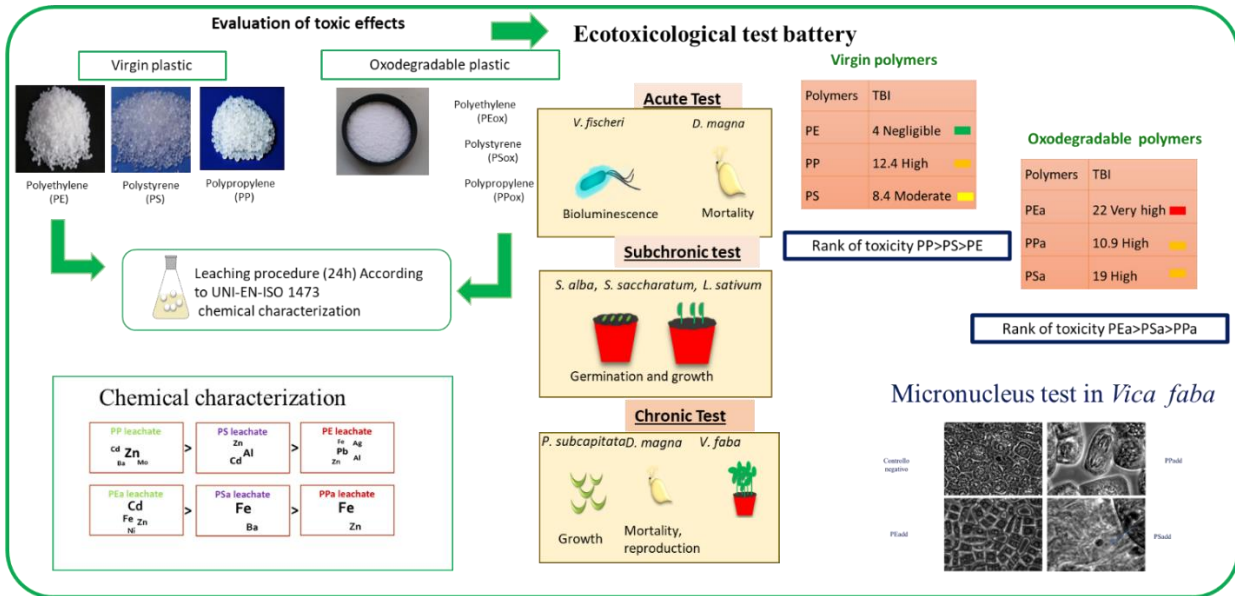 Evaluation of toxic effects
Ecotoxicological test battery
Virgin plastic
Oxodegradable plastic
Polyethylene
(PE)
Polystyrene
(PS)
Polypropylene
(PP)
Polyethylene
(PEox)
Polystyrene
(PSox)
Polypropylene
(PPox)
Leaching procedure (24h) According
to UNI-EN-ISO 1473
chemical characterization
Chemical characterization
PP leachate
Cd Zn
Ba Mo
>
PS leachate
Zn
Al
Cd
>
PE leachate
Fe Ag
Pb
Zn Al
PEa leachate
Cd
Fe Zn
Ni
>
PSa leachate
Fe
Ba
>
PPa leachate
Fe
Zn
Acute Test
V. fischeri D. magna
Bioluminescence Mortality
Subchronic test
S. alba, S. saccharatum, L. sativum
Germination and growth
Chronic Test
P. subcapitata D. magna V. faba
Growth
Mortality,
reproduction
Virgin polymers
Polymers TBI
PE 4 Negligible
PP 12.4 High
PS 8.4 Moderate
Rank of toxicity PP>PS>PE
Oxodegradable polymers
Polymers TBI
PEa 22 Very high
PPa 10.9 High
PSa 19 High
Rank of toxicity PEa>PSa>PPa
Micronucleus test in Vica faba
Controllo
negativo
PPadd
PEadd
PSadd